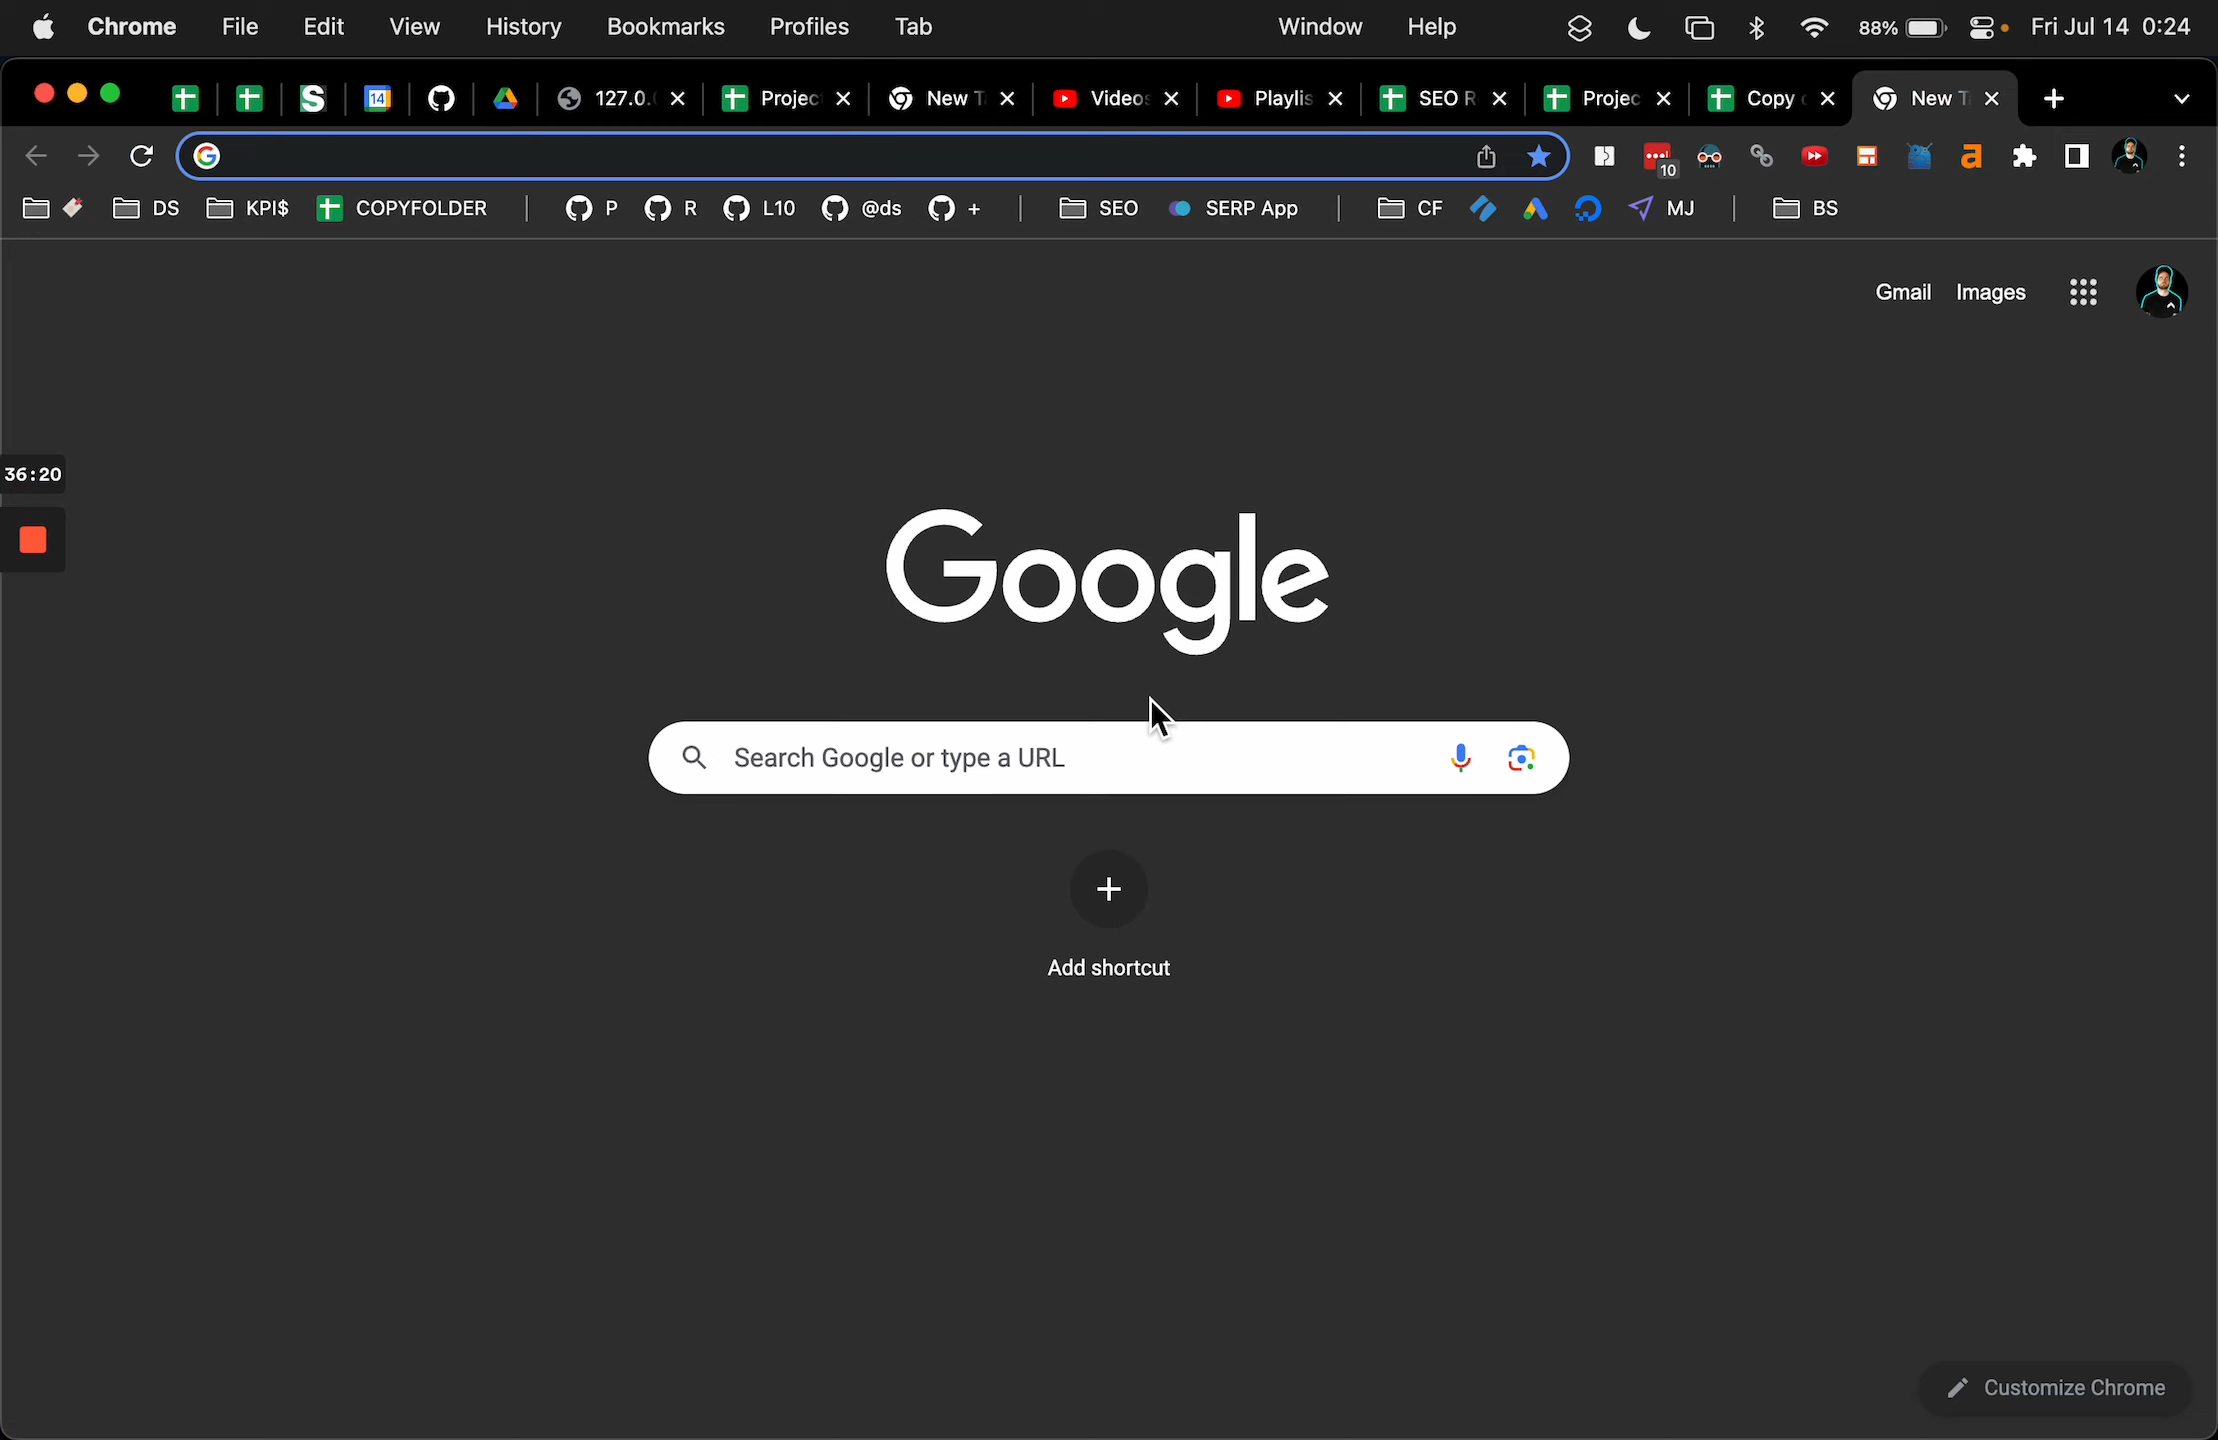 Chrome File Edit View History Bookmarks Profiles Tab Window Help 88% Fri Jul 14 0:24
S 14 127.0. Projec New T Videos Playlis SEO R Projec Copy New T
10
DS KPI$ COPYFOLDER P R L10 @ds + SEO SERP App CF MJ BS
Gmail Images
36:20
Google
Search Google or type a URL
Add shortcut
Customize Chrome